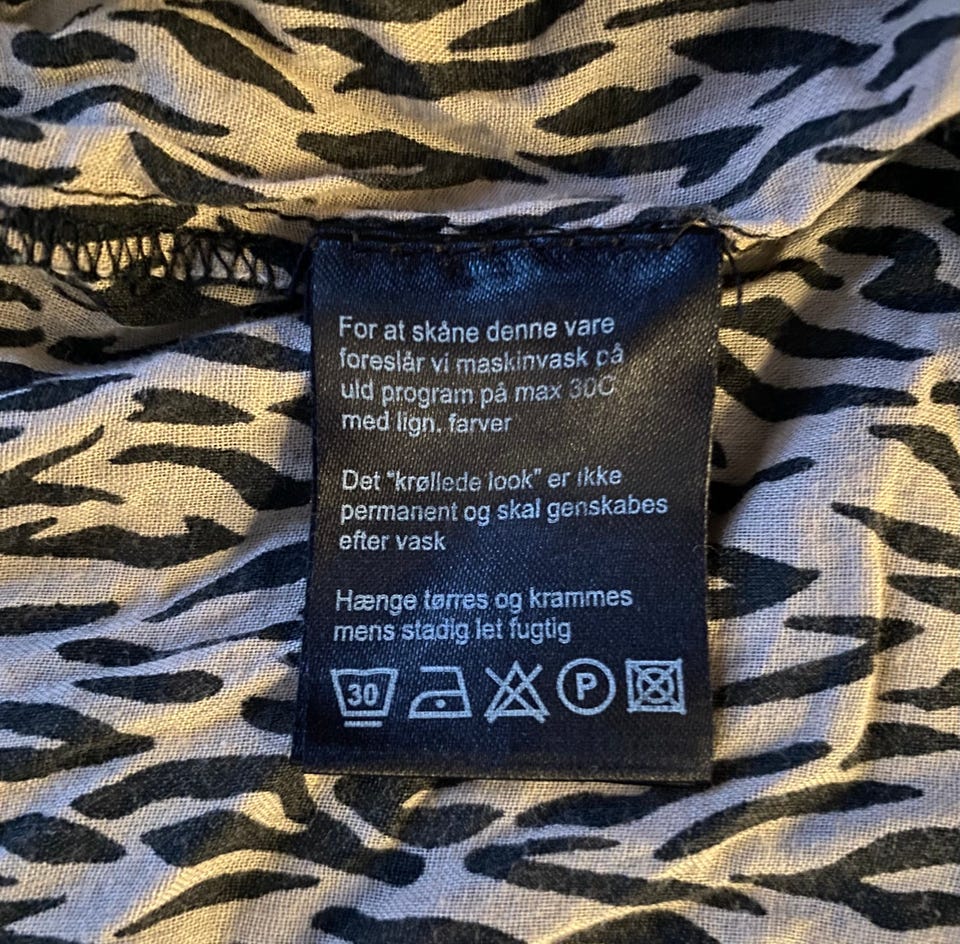 For at skåne denne vare
foreslår vi maskinvask på
uld program på max 30C
med lign. farver
Det "krøllede look" er ikke
permanent og skal genskabes
efter vask
Hænge tørres og krammes
mens stadig let fugtig
30 P